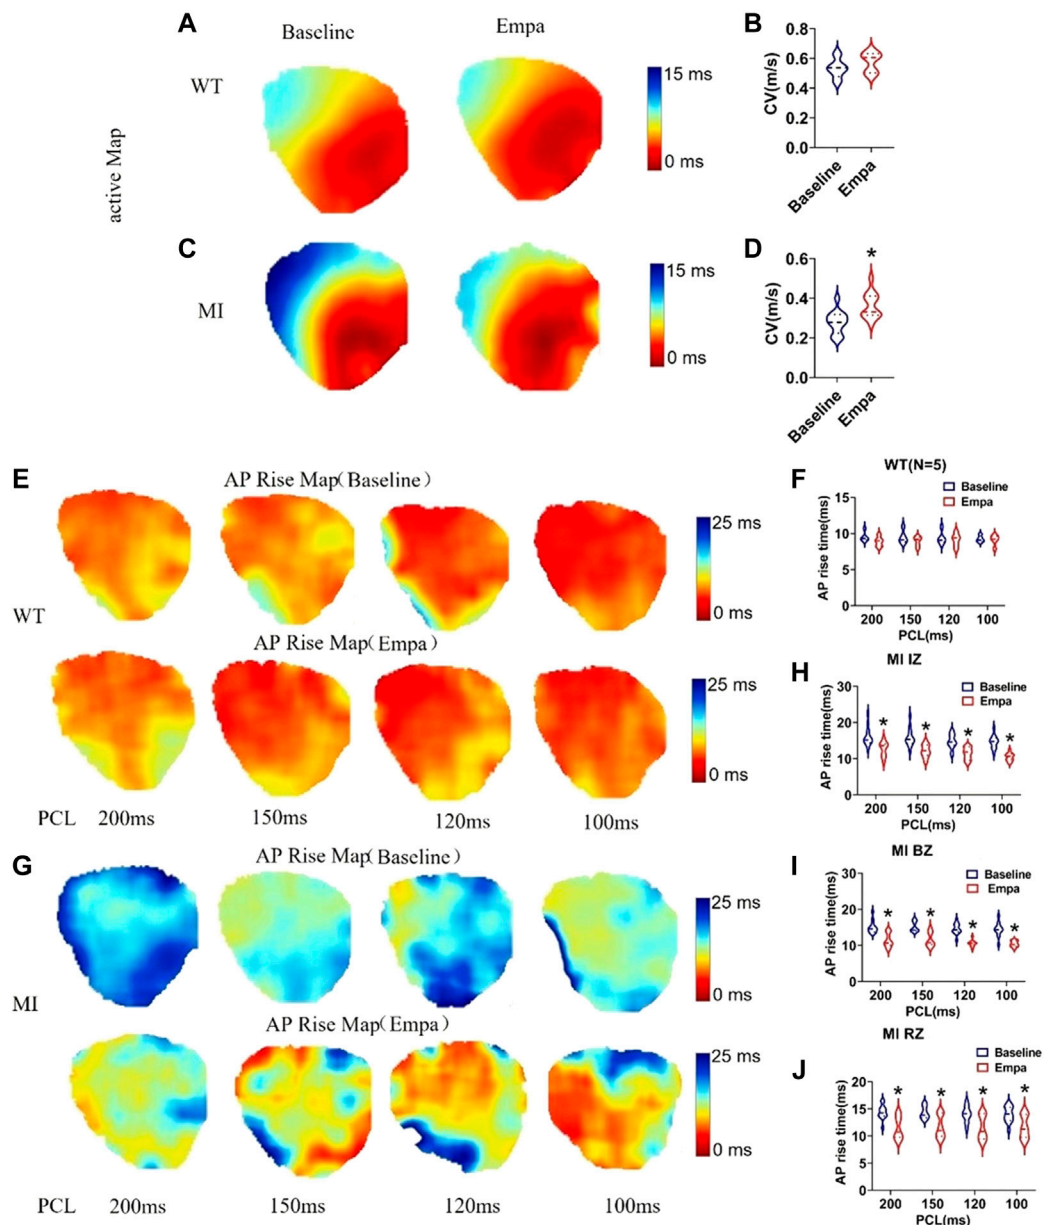 A
Baseline
Empa
WT
15 ms
0 ms
active Map
B
CV(m/s)
0.8
0.6
0.4
0.2
0.0
Baseline
Empa
C
MI
15 ms
0 ms
D
CV(m/s)
0.6
0.4
0.2
0.0
*
Baseline
Empa
E
AP Rise Map(Baseline)
25 ms
0 ms
WT
AP Rise Map(Empa)
25 ms
0 ms
PCL 200ms 150ms 120ms 100ms
F
WT(N=5)
Baseline
Empa
AP rise time(ms)
15
10
5
0
200 150 120 100
PCL(ms)
H
MI IZ
Baseline
Empa
AP rise time(ms)
30
20
10
0
* * * *
200 150 120 100
PCL(ms)
G
AP Rise Map(Baseline)
25 ms
0 ms
MI
AP Rise Map(Empa)
25 ms
0 ms
PCL 200ms 150ms 120ms 100ms
I
MI BZ
Baseline
Empa
AP rise time(ms)
30
20
10
0
* * * *
200 150 120 100
PCL(ms)
J
MI RZ
Baseline
Empa
AP rise time(ms)
20
15
10
5
0
* * * *
200 150 120 100
PCL(ms)